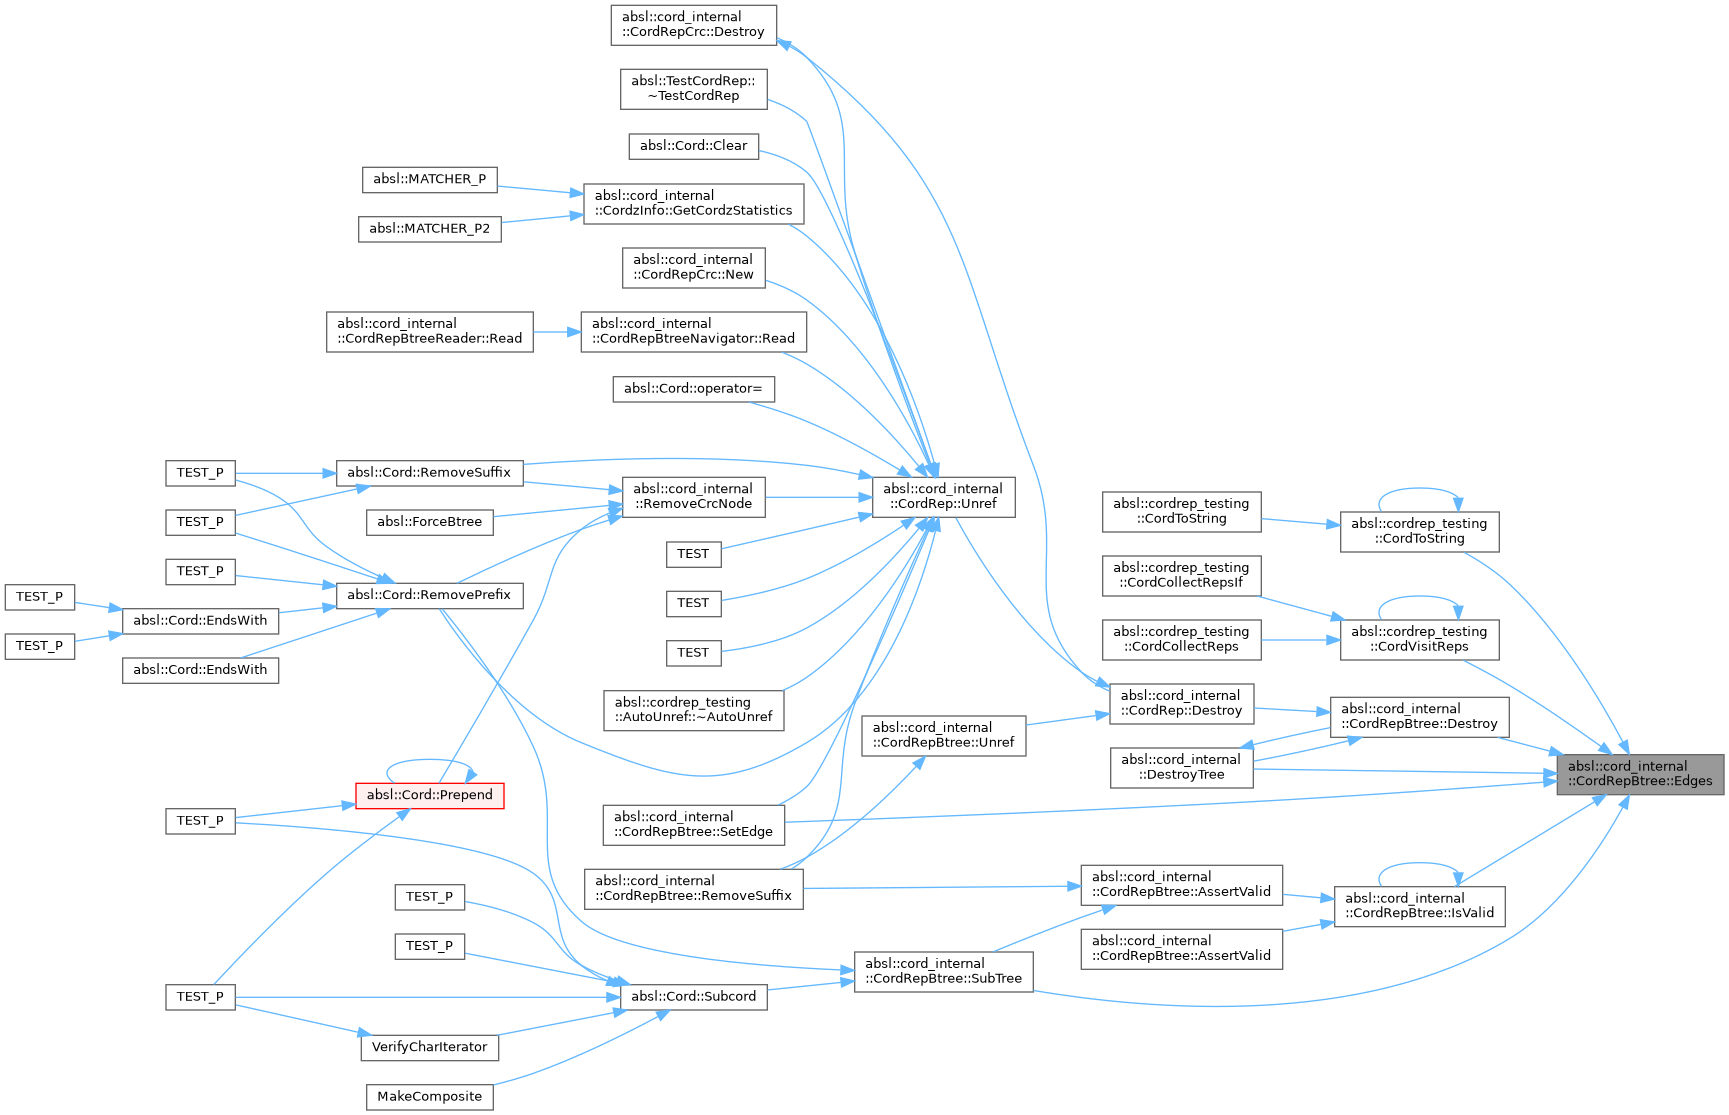 absl::cord_internal
::CordRepCrc::Destroy
absl::TestCordRep::
~TestCordRep
absl::Cord::Clear
absl::MATCHER_P
absl::cord_internal
::CordzInfo::GetCordzStatistics
absl::MATCHER_P2
absl::cord_internal
::CordRepCrc::New
absl::cord_internal
::CordRepBtreeReader::Read
absl::cord_internal
::CordRepBtreeNavigator::Read
absl::Cord::operator=
TEST_P
absl::Cord::RemoveSuffix
absl::cord_internal
::RemoveCrcNode
absl::cord_internal
::CordRep::Unref
absl::cordrep_testing
::CordToString
absl::cordrep_testing
::CordToString
TEST_P
absl::ForceBtree
TEST
TEST_P
absl::cordrep_testing
::CordCollectRepsIf
TEST_P
absl::Cord::RemovePrefix
TEST
absl::Cord::EndsWith
absl::cordrep_testing
::CordCollectReps
absl::cordrep_testing
::CordVisitReps
TEST_P
TEST
absl::Cord::EndsWith
absl::cordrep_testing
::AutoUnref::~AutoUnref
absl::cord_internal
::CordRep::Destroy
absl::cord_internal
::CordRepBtree::Destroy
absl::cord_internal
::CordRepBtree::Unref
absl::cord_internal
::DestroyTree
absl::cord_internal
::CordRepBtree::Edges
absl::Cord::Prepend
TEST_P
absl::cord_internal
::CordRepBtree::SetEdge
absl::cord_internal
::CordRepBtree::RemoveSuffix
absl::cord_internal
::CordRepBtree::AssertValid
absl::cord_internal
::CordRepBtree::IsValid
TEST_P
TEST_P
absl::cord_internal
::CordRepBtree::AssertValid
absl::cord_internal
::CordRepBtree::SubTree
TEST_P
absl::Cord::Subcord
VerifyCharIterator
MakeComposite